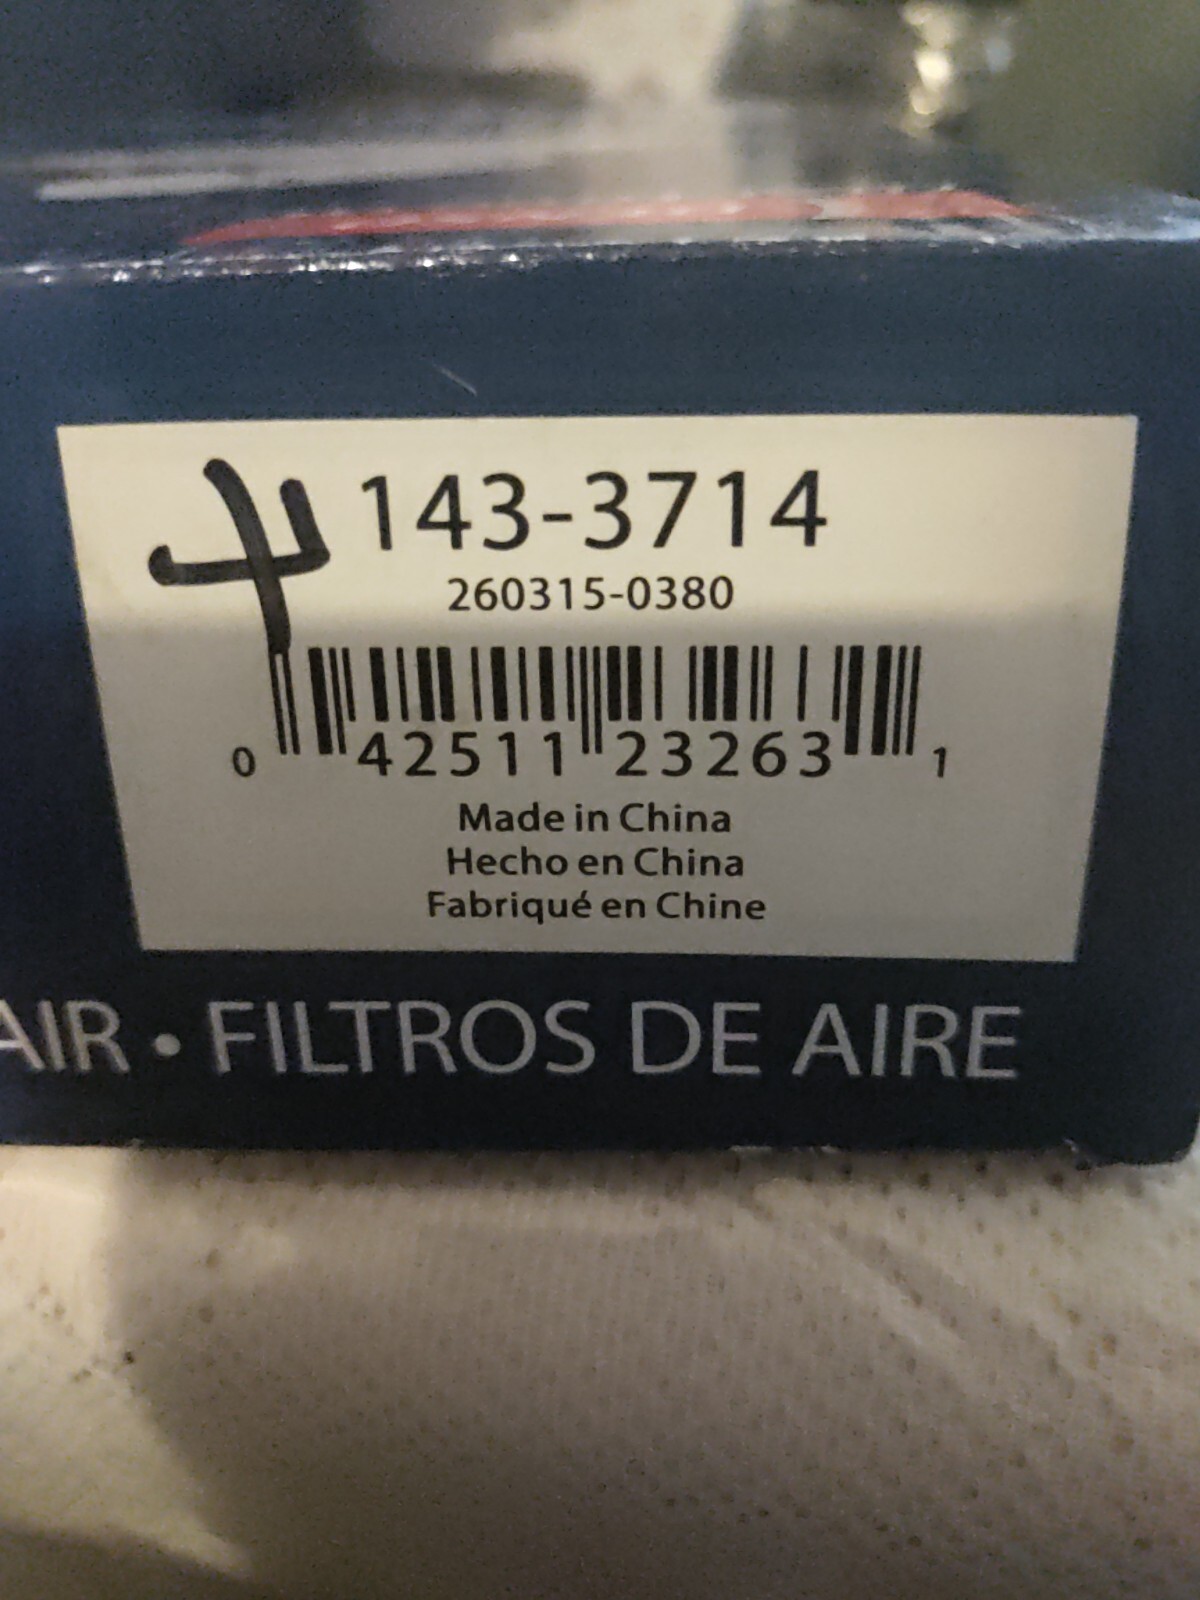 4
143-3714
260315-0380
0 42511 23263 1
Made in China
Hecho en China
Fabriqué en Chine
AIR • FILTROS DE AIRE